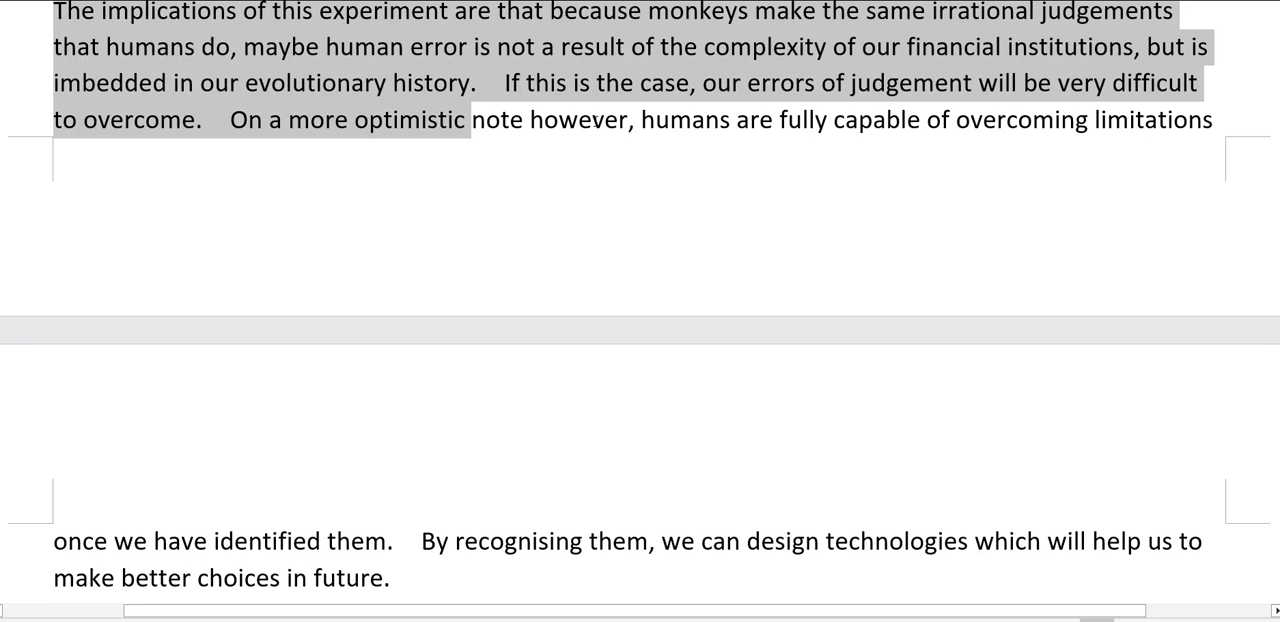 The implications of this experiment are that because monkeys make the same irrational judgements
that humans do, maybe human error is not a result of the complexity of our financial institutions, but is
imbedded in our evolutionary history. If this is the case, our errors of judgement will be very difficult
to overcome. On a more optimistic note however, humans are fully capable of overcoming limitations
once we have identified them. By recognising them, we can design technologies which will help us to
make better choices in future.